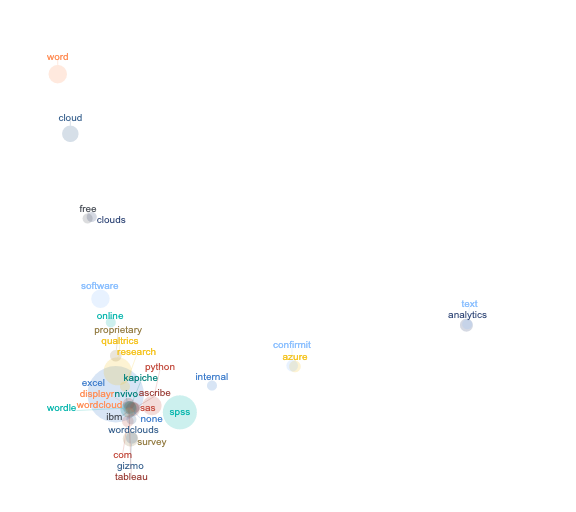 word
cloud
free
clouds
software
online
proprietary
qualtrics
research
python
kapiche
excel
displayr
nvivo
ascribe
wordcloud
wordle
sas
ibm
none
spss
wordclouds
survey
com
gizmo
tableau
internal
confirmit
azure
text
analytics